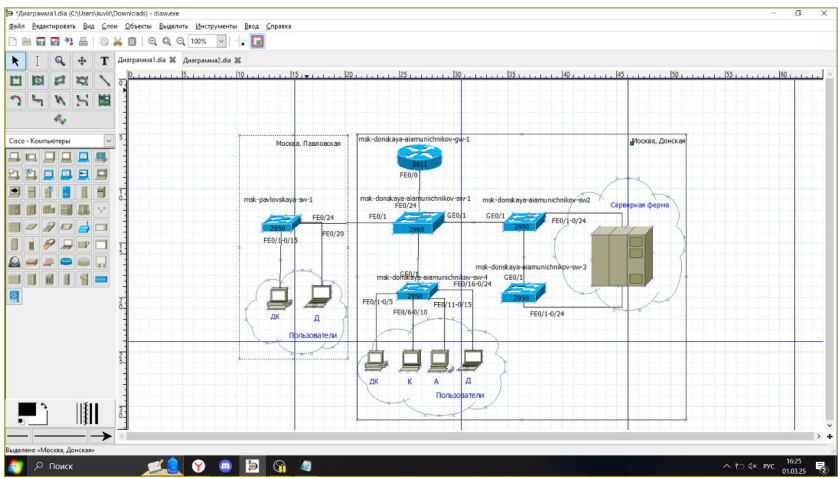 *Диаграмма1.dia (C:\Users\kuvis\Downloads) - diaw.exe
Файл Редактировать Вид Слои Объекты Выделить Инструменты Ввод Справка
100%
T
Диаграмма1.dia Диаграмма2.dia
Cisco - Компьютеры
Москва. Павловская
msk-donskaya-aiamunichnikov-gw-1
Москва, Донская
2811
FE0/0
msk-pavlovskaya-sw-1
msk-donskaya-aiamunichnikov-sw-1
msk-donskaya-aiamunichnikov-sw2
FE0/24
Серверная ферма
FE0/24
FE0/1
GE0/1
GE0/1
FE0/1-0/24
2950
2960
2950
FE0/20
FE0/1-0/15
GE0/1
msk-donskaya-aiamunichnikov-sw-3
msk-donskaya-aiamunichnikov-sw-4
GE0/1
FE0/16-0/24
2950
2950
FE0/1-0/5
FE0/11-0/15
FE0/6-0/10
FE0/1-0/24
ДК
Д
Пользователи
ДК
К
А
Д
Пользователи
Выделено «Москва, Донская»
Поиск
РУС
16:25
01.03.25